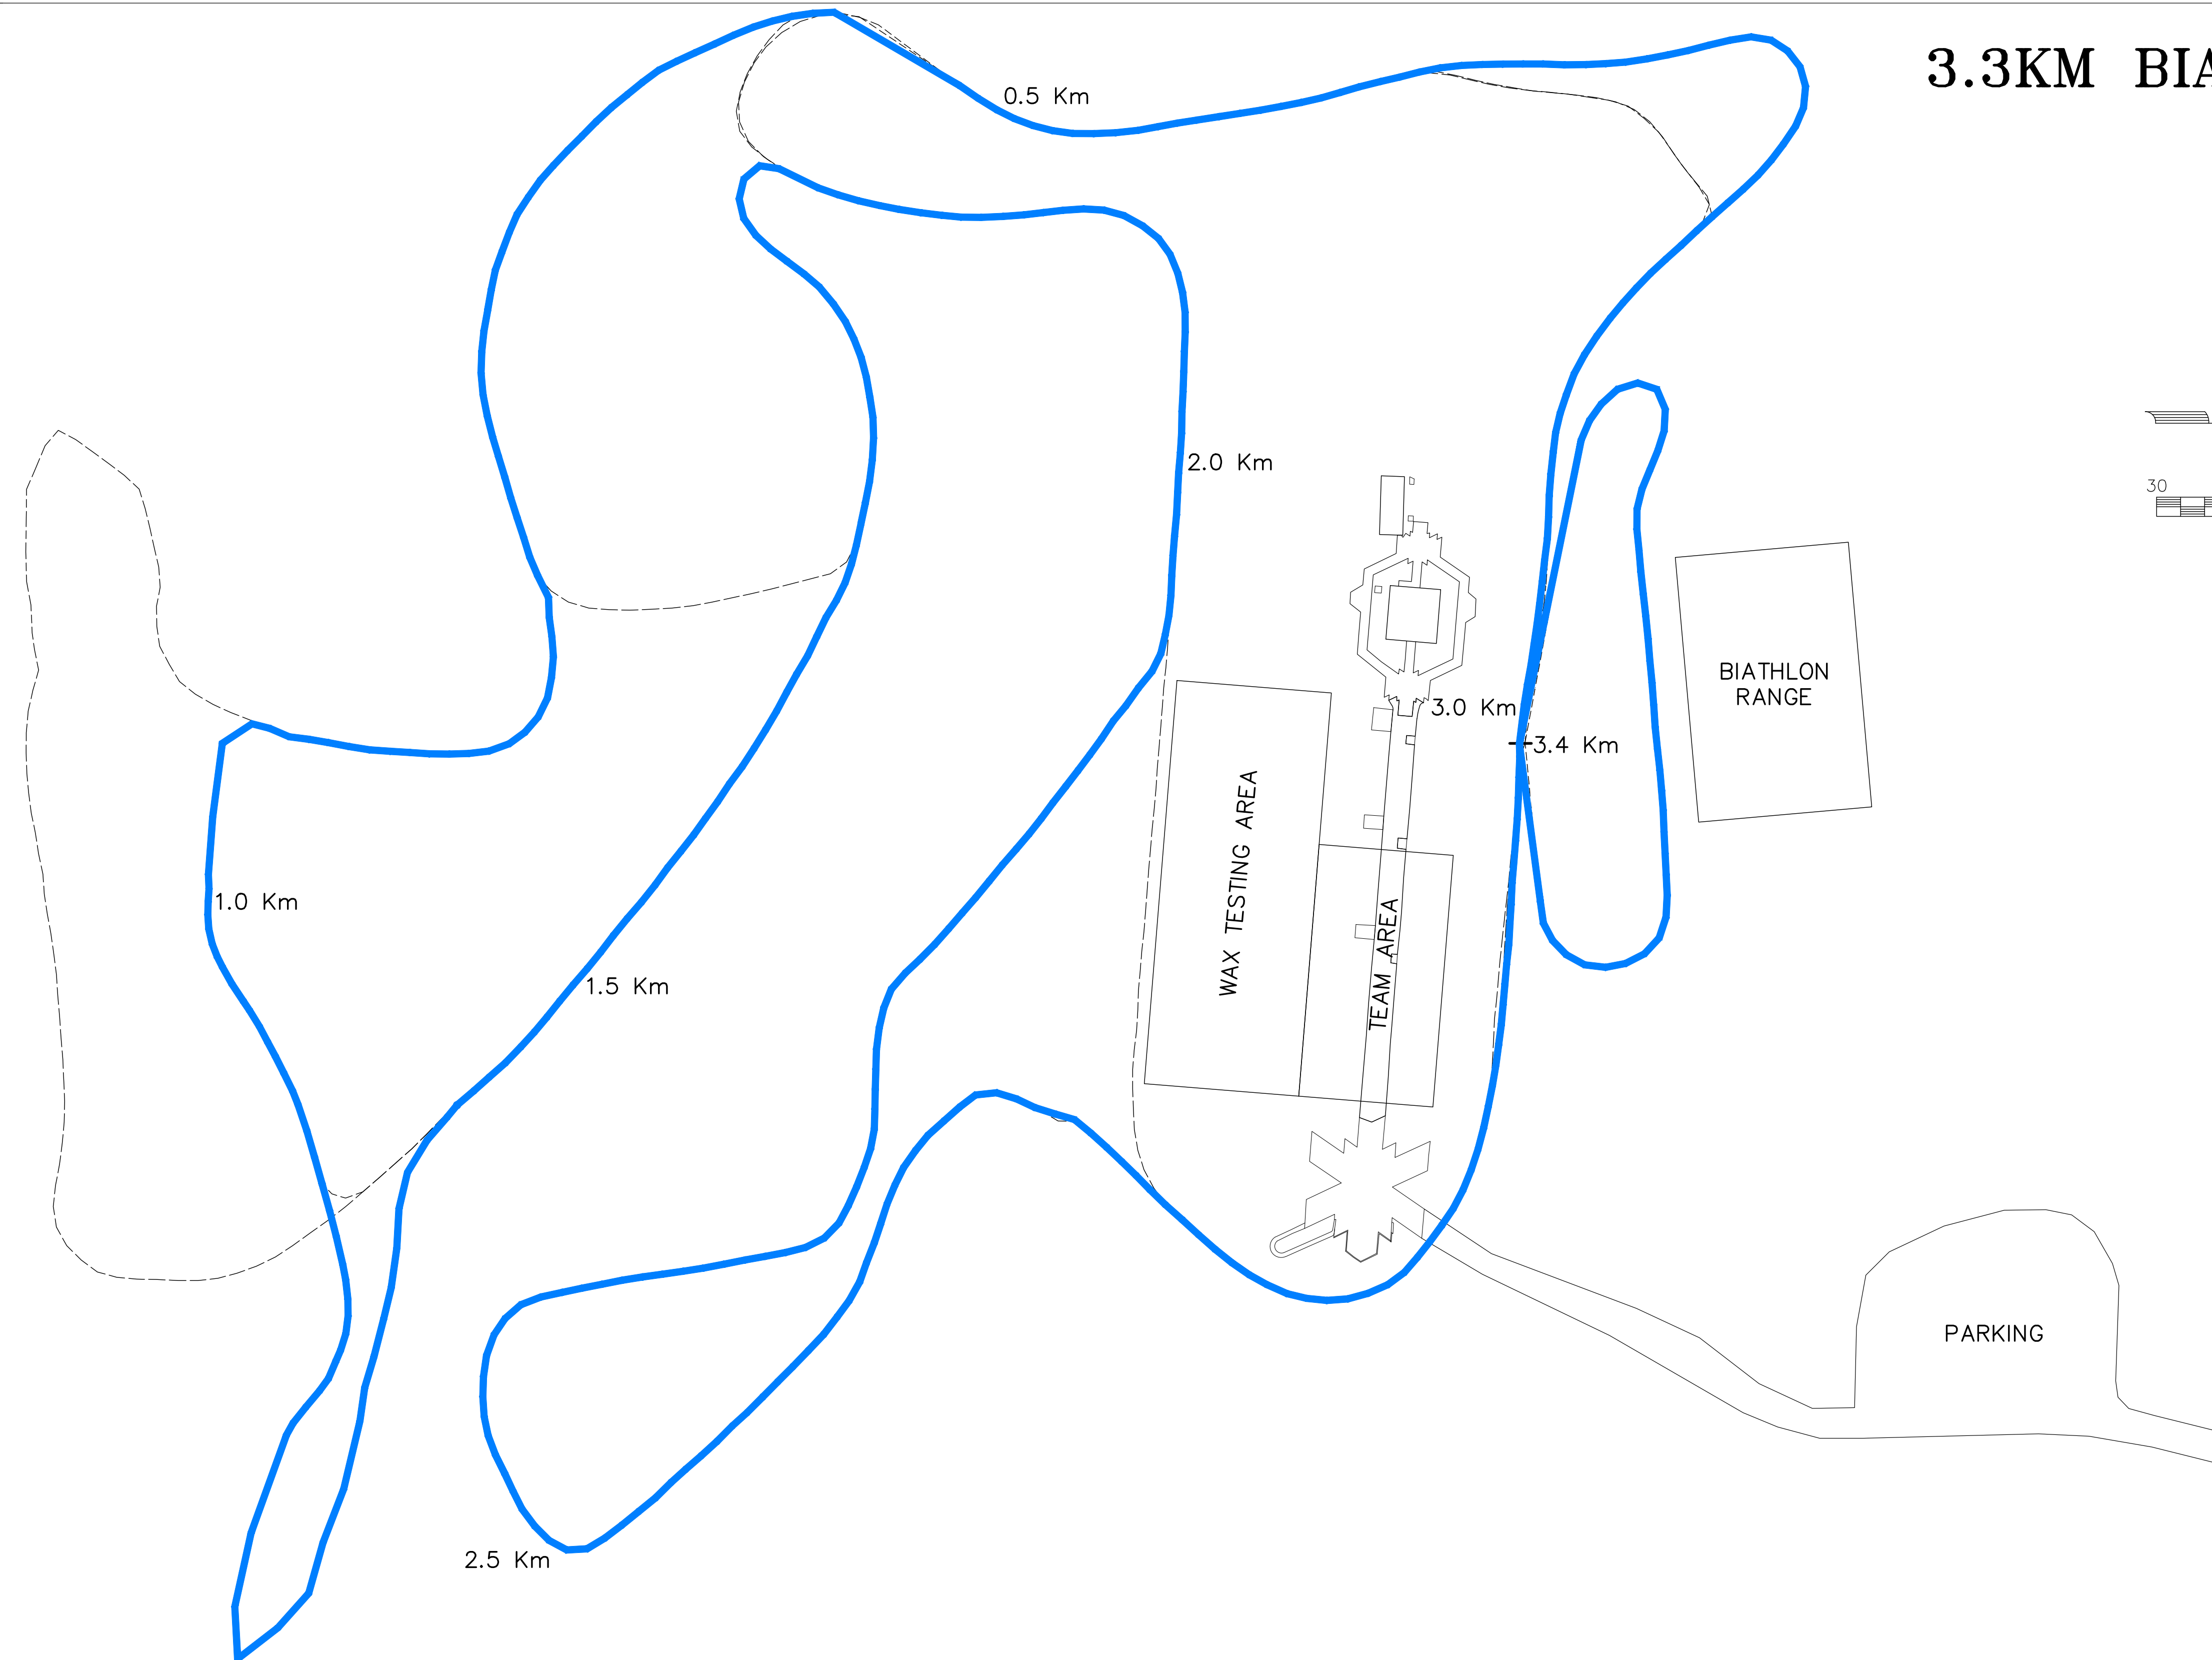 3.3KM BIA
0.5 Km
2.0 Km
30
BIATHLON
RANGE
3.0 Km
3.4 Km
WAX TESTING AREA
TEAM AREA
1.0 Km
1.5 Km
PARKING
2.5 Km